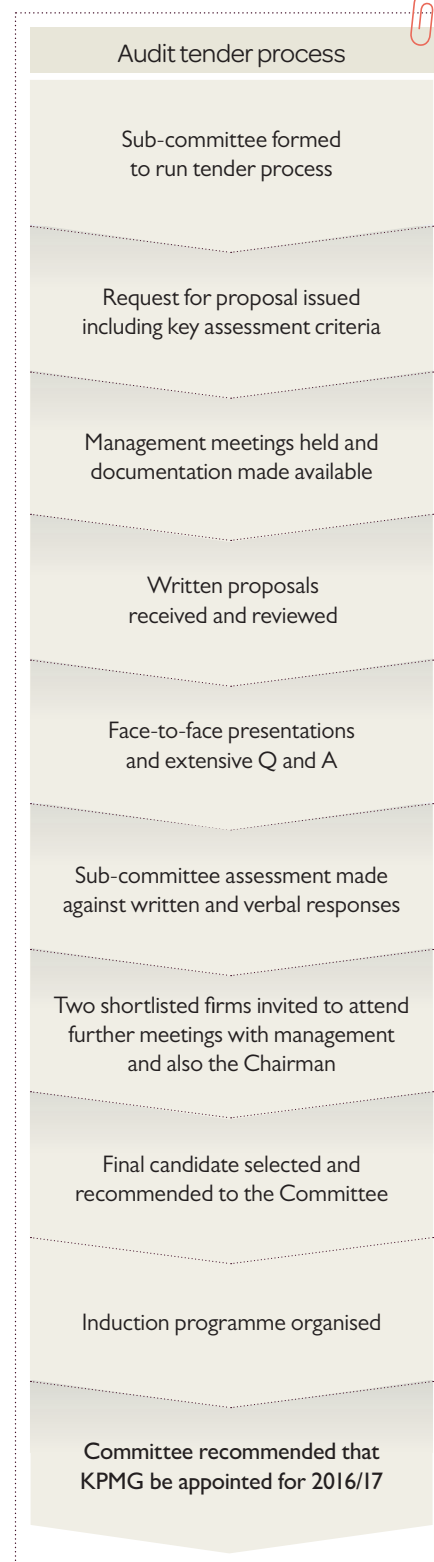 Audit tender process
Sub-committee formed
to run tender process
Request for proposal issued
including key assessment criteria
Management meetings held and
documentation made available
Written proposals
received and reviewed
Face-to-face presentations
and extensive Q and A
Sub-committee assessment made
against written and verbal responses
Two shortlisted firms invited to attend
further meetings with management
and also the Chairman
Final candidate selected and
recommended to the Committee
Induction programme organised
Committee recommended that
KPMG be appointed for 2016/17